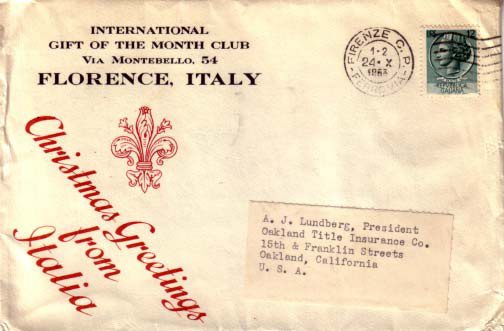 INTERNATIONAL
GIFT OF THE MONTH CLUB
VIA MONTEBELLO, 54
FLORENCE, ITALY
FIRENZE C. P.
1-2
24 · X
FERROVIA
12
Christmas Greetings
from
Italia
A. J. Lundberg, President
Oakland Title Insurance Co.
15th & Franklin Streets
Oakland, California
U. S. A.